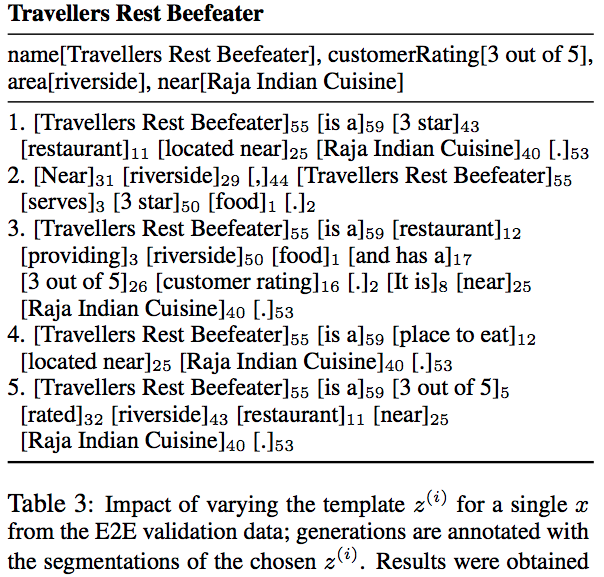 Travellers Rest Beefeater
name[Travellers Rest Beefeater], customerRating[3 out of 5],
area[riverside], near[Raja Indian Cuisine]
1. [Travellers Rest Beefeater]₅₅ [is a]₅₉ [3 star]₄₃
[restaurant]₁₁ [located near]₂₅ [Raja Indian Cuisine]₄₀ [.]₅₃
2. [Near]₃₁ [riverside]₂₉ [,]₄₄ [Travellers Rest Beefeater]₅₅
[serves]₃ [3 star]₅₀ [food]₁ [.]₂
3. [Travellers Rest Beefeater]₅₅ [is a]₅₉ [restaurant]₁₂
[providing]₃ [riverside]₅₀ [food]₁ [and has a]₁₇
[3 out of 5]₂₆ [customer rating]₁₆ [.]₂ [It is]₈ [near]₂₅
[Raja Indian Cuisine]₄₀ [.]₅₃
4. [Travellers Rest Beefeater]₅₅ [is a]₅₉ [place to eat]₁₂
[located near]₂₅ [Raja Indian Cuisine]₄₀ [.]₅₃
5. [Travellers Rest Beefeater]₅₅ [is a]₅₉ [3 out of 5]₅
[rated]₃₂ [riverside]₄₃ [restaurant]₁₁ [near]₂₅
[Raja Indian Cuisine]₄₀ [.]₅₃
Table 3: Impact of varying the template z⁽ⁱ⁾ for a single x
from the E2E validation data; generations are annotated with
the segmentations of the chosen z⁽ⁱ⁾. Results were obtained